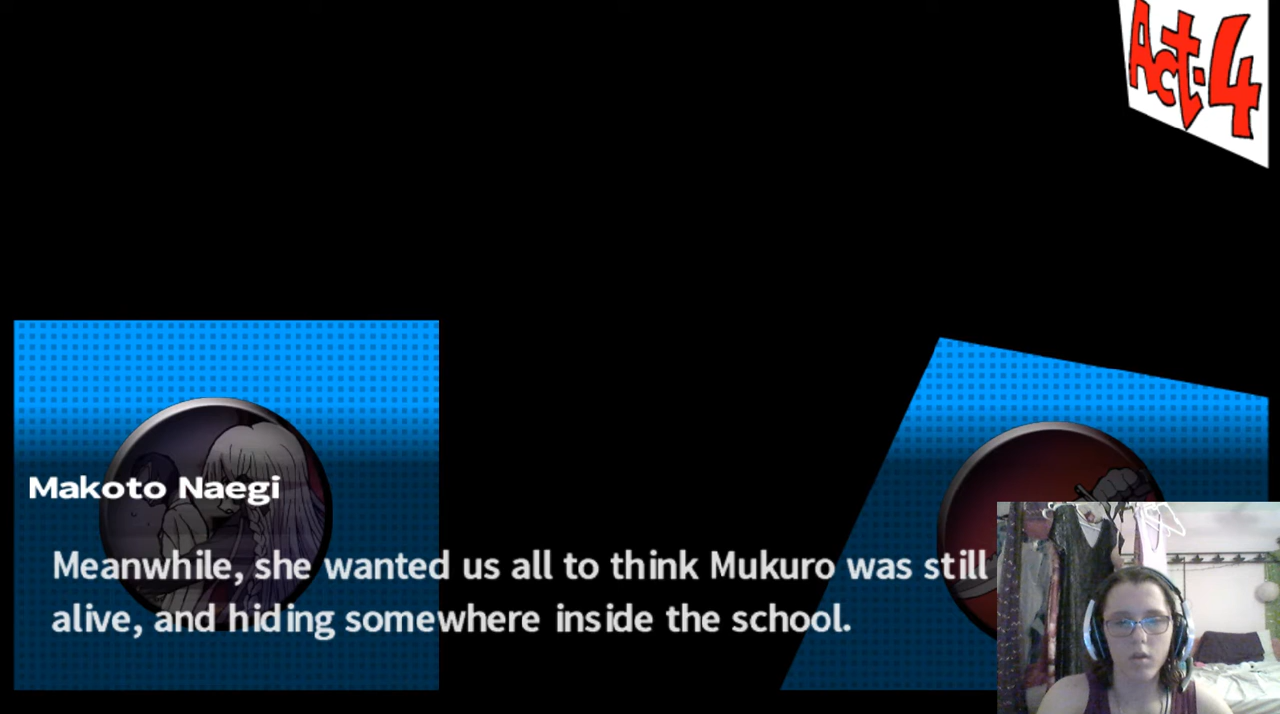 Act.4
Makoto Naegi
Meanwhile, she wanted us all to think Mukuro was still
alive, and hiding somewhere inside the school.